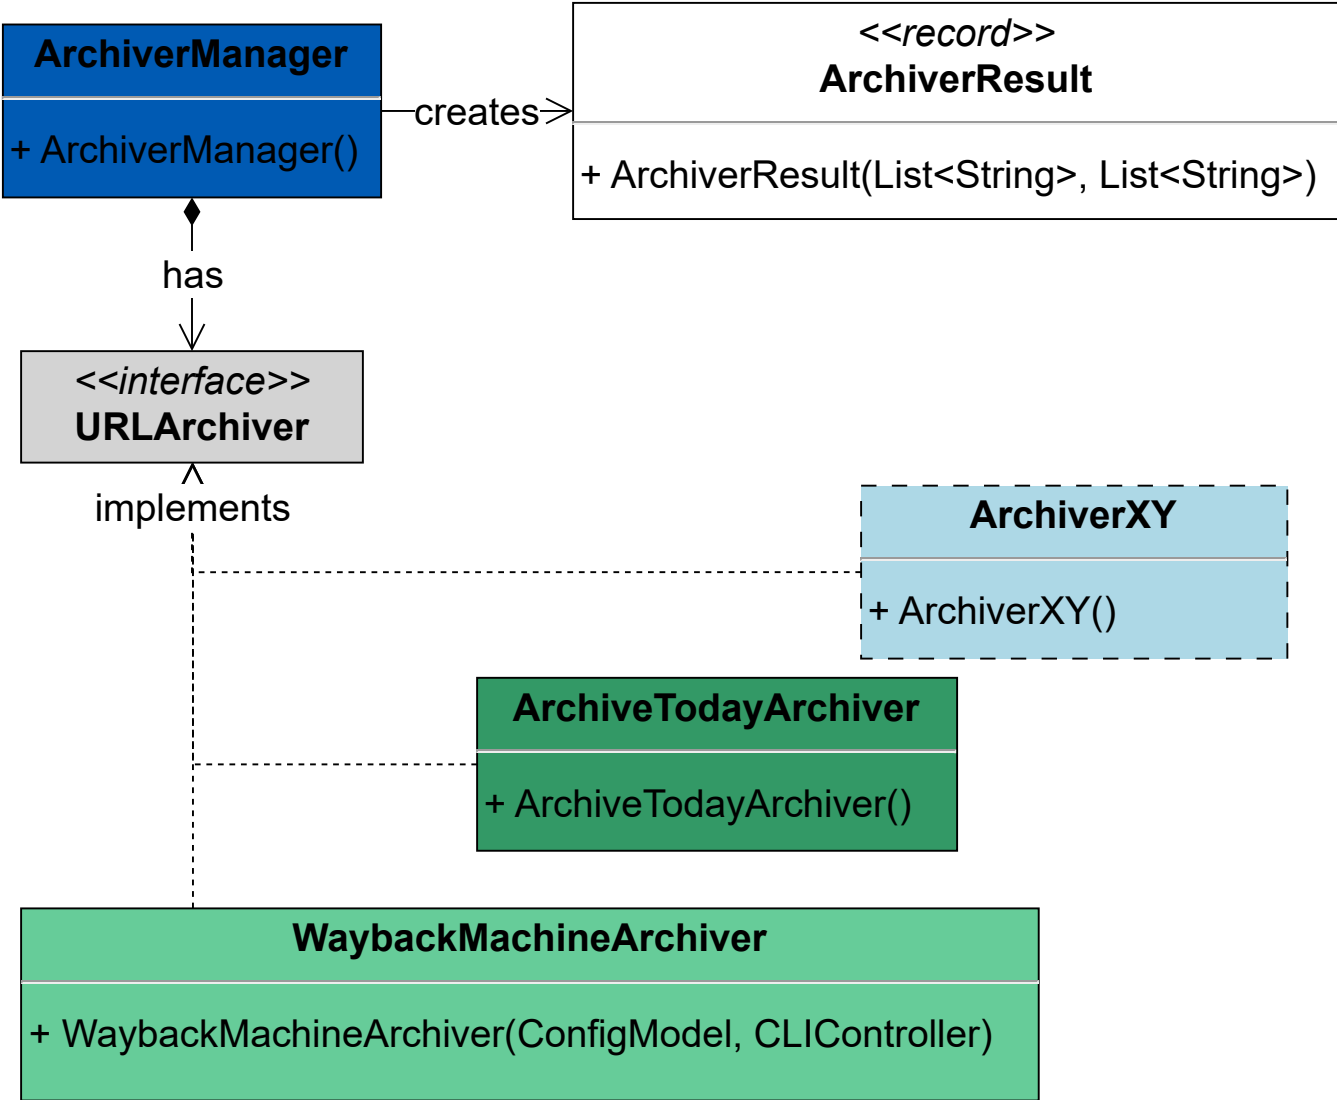 ArchiverManager
+ ArchiverManager()
creates
<<record>>
ArchiverResult
+ ArchiverResult(List<String>, List<String>)
has
<<interface>>
URLArchiver
implements
ArchiverXY
+ ArchiverXY()
ArchiveTodayArchiver
+ ArchiveTodayArchiver()
WaybackMachineArchiver
+ WaybackMachineArchiver(ConfigModel, CLIController)